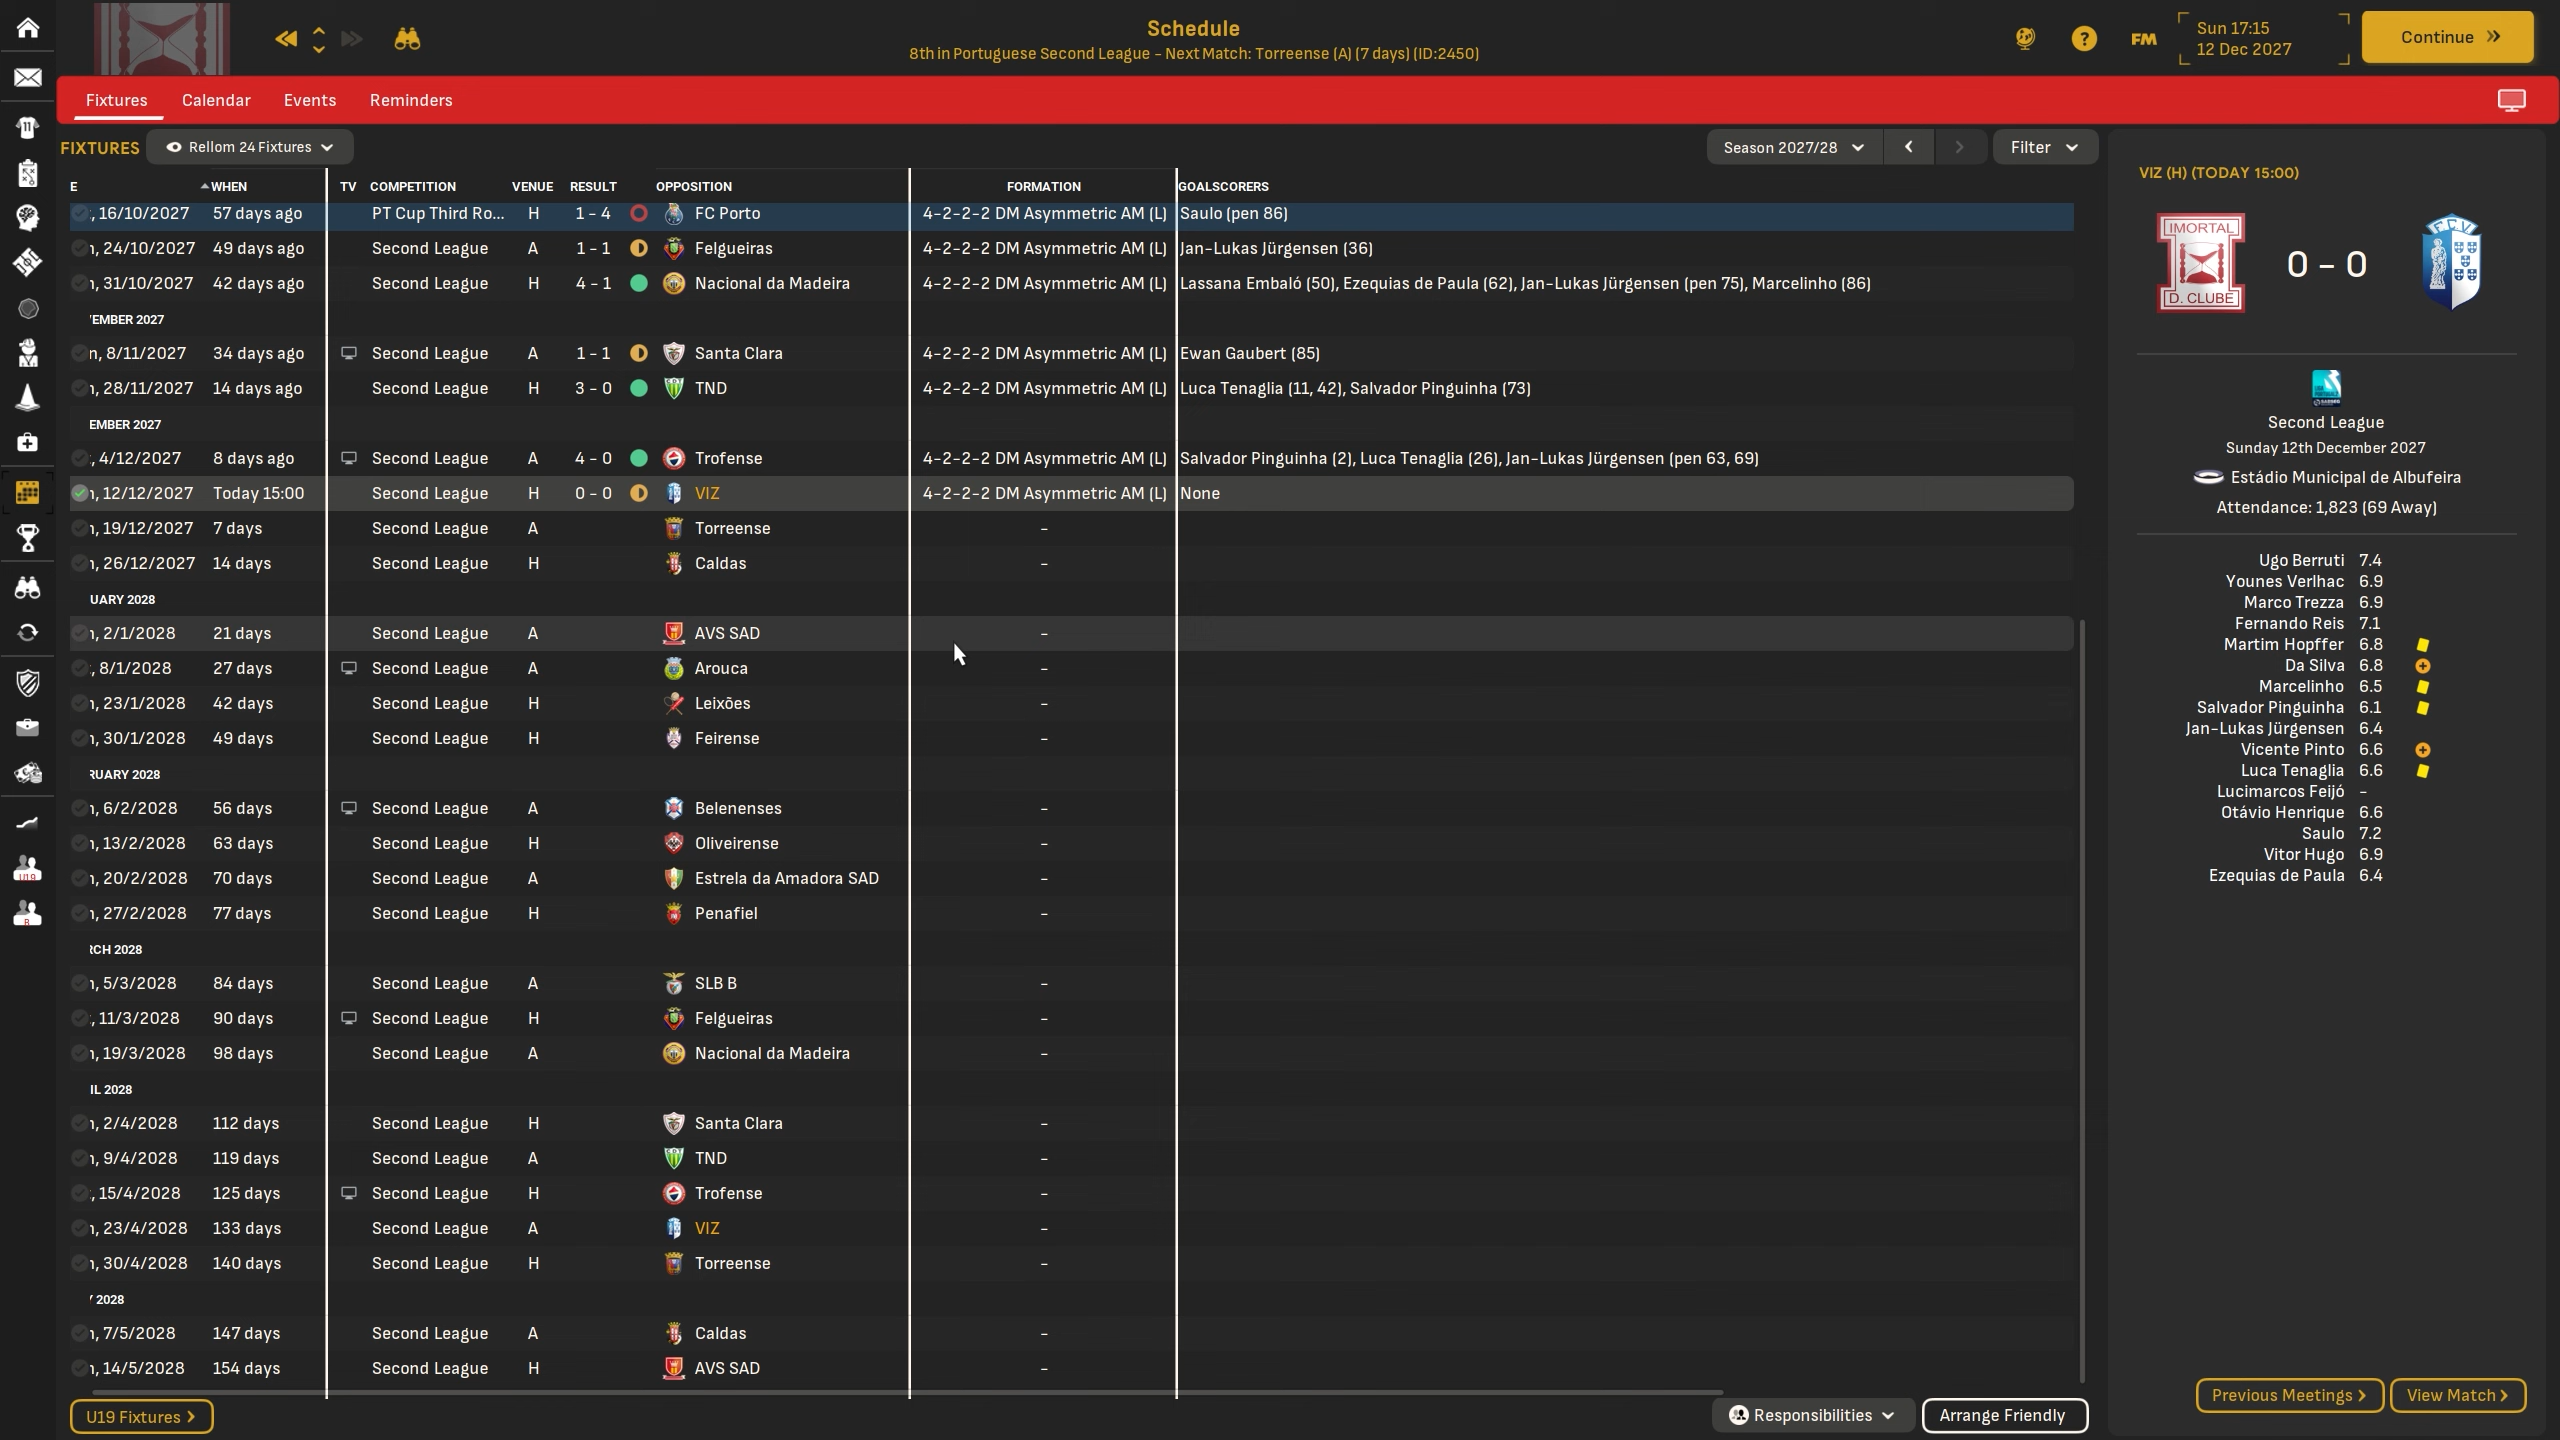 Schedule
8th in Portuguese Second League - Next Match: Torreense (A) (7 days) (ID:2450)
FM
Sun 17:15
12 Dec 2027
Continue
Fixtures Calendar Events Reminders
FIXTURES Rellom 24 Fixtures Season 2027/28 Filter
E WHEN TV COMPETITION VENUE RESULT OPPOSITION FORMATION GOALSCORERS
, 16/10/2027 57 days ago PT Cup Third Ro... H 1 - 4 FC Porto 4-2-2-2 DM Asymmetric AM (L) Saulo (pen 86)
n, 24/10/2027 49 days ago Second League A 1 - 1 Felgueiras 4-2-2-2 DM Asymmetric AM (L) Jan-Lukas Jürgensen (36)
n, 31/10/2027 42 days ago Second League H 4 - 1 Nacional da Madeira 4-2-2-2 DM Asymmetric AM (L) Lassana Embaló (50), Ezequias de Paula (62), Jan-Lukas Jürgensen (pen 75), Marcelinho (86)
VEMBER 2027
n, 8/11/2027 34 days ago Second League A 1 - 1 Santa Clara 4-2-2-2 DM Asymmetric AM (L) Ewan Gaubert (85)
n, 28/11/2027 14 days ago Second League H 3 - 0 TND 4-2-2-2 DM Asymmetric AM (L) Luca Tenaglia (11, 42), Salvador Pinguinha (73)
EMBER 2027
, 4/12/2027 8 days ago Second League A 4 - 0 Trofense 4-2-2-2 DM Asymmetric AM (L) Salvador Pinguinha (2), Luca Tenaglia (26), Jan-Lukas Jürgensen (pen 63, 69)
n, 12/12/2027 Today 15:00 Second League H 0 - 0 VIZ 4-2-2-2 DM Asymmetric AM (L) None
n, 19/12/2027 7 days Second League A Torreense -
n, 26/12/2027 14 days Second League H Caldas -
UARY 2028
n, 2/1/2028 21 days Second League A AVS SAD -
, 8/1/2028 27 days Second League A Arouca -
n, 23/1/2028 42 days Second League H Leixões -
n, 30/1/2028 49 days Second League H Feirense -
RUARY 2028
n, 6/2/2028 56 days Second League A Belenenses -
n, 13/2/2028 63 days Second League H Oliveirense -
n, 20/2/2028 70 days Second League A Estrela da Amadora SAD -
n, 27/2/2028 77 days Second League H Penafiel -
RCH 2028
n, 5/3/2028 84 days Second League A SLB B -
, 11/3/2028 90 days Second League H Felgueiras -
n, 19/3/2028 98 days Second League A Nacional da Madeira -
IL 2028
n, 2/4/2028 112 days Second League H Santa Clara -
n, 9/4/2028 119 days Second League A TND -
, 15/4/2028 125 days Second League H Trofense -
n, 23/4/2028 133 days Second League A VIZ -
n, 30/4/2028 140 days Second League H Torreense -
Y 2028
n, 7/5/2028 147 days Second League A Caldas -
n, 14/5/2028 154 days Second League H AVS SAD -
U19 Fixtures Responsibilities Arrange Friendly
VIZ (H) (TODAY 15:00)
IMORTAL
D. CLUBE
0 - 0
F.C.V.
Second League
Sunday 12th December 2027
Estádio Municipal de Albufeira
Attendance: 1,823 (69 Away)
Ugo Berruti 7.4
Younes Verlhac 6.9
Marco Trezza 6.9
Fernando Reis 7.1
Martim Hopffer 6.8
Da Silva 6.8
Marcelinho 6.5
Salvador Pinguinha 6.1
Jan-Lukas Jürgensen 6.4
Vicente Pinto 6.6
Luca Tenaglia 6.6
Lucimarcos Feijó -
Otávio Henrique 6.6
Saulo 7.2
Vitor Hugo 6.9
Ezequias de Paula 6.4
Previous Meetings View Match
11
U19
B